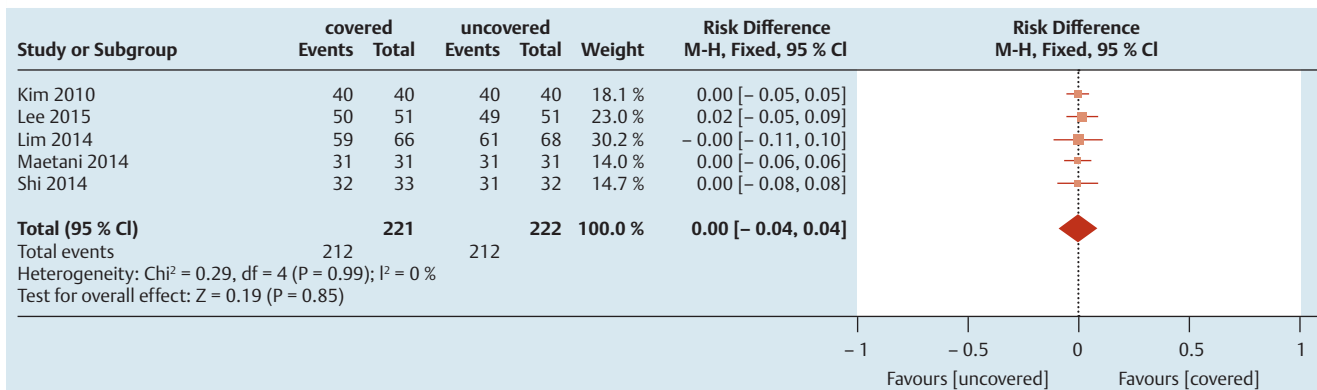 covered uncovered Risk Difference Risk Difference
Study or Subgroup Events Total Events Total Weight M-H, Fixed, 95 % CI M-H, Fixed, 95 % CI
Kim 2010 40 40 40 40 18.1 % 0.00 [– 0.05, 0.05]
Lee 2015 50 51 49 51 23.0 % 0.02 [– 0.05, 0.09]
Lim 2014 59 66 61 68 30.2 % – 0.00 [– 0.11, 0.10]
Maetani 2014 31 31 31 31 14.0 % 0.00 [– 0.06, 0.06]
Shi 2014 32 33 31 32 14.7 % 0.00 [– 0.08, 0.08]
Total (95 % CI) 221 222 100.0 % 0.00 [– 0.04, 0.04]
Total events 212 212
Heterogeneity: Chi² = 0.29, df = 4 (P = 0.99); I² = 0 %
Test for overall effect: Z = 0.19 (P = 0.85)
– 1 – 0.5 0 0.5 1
Favours [uncovered] Favours [covered]